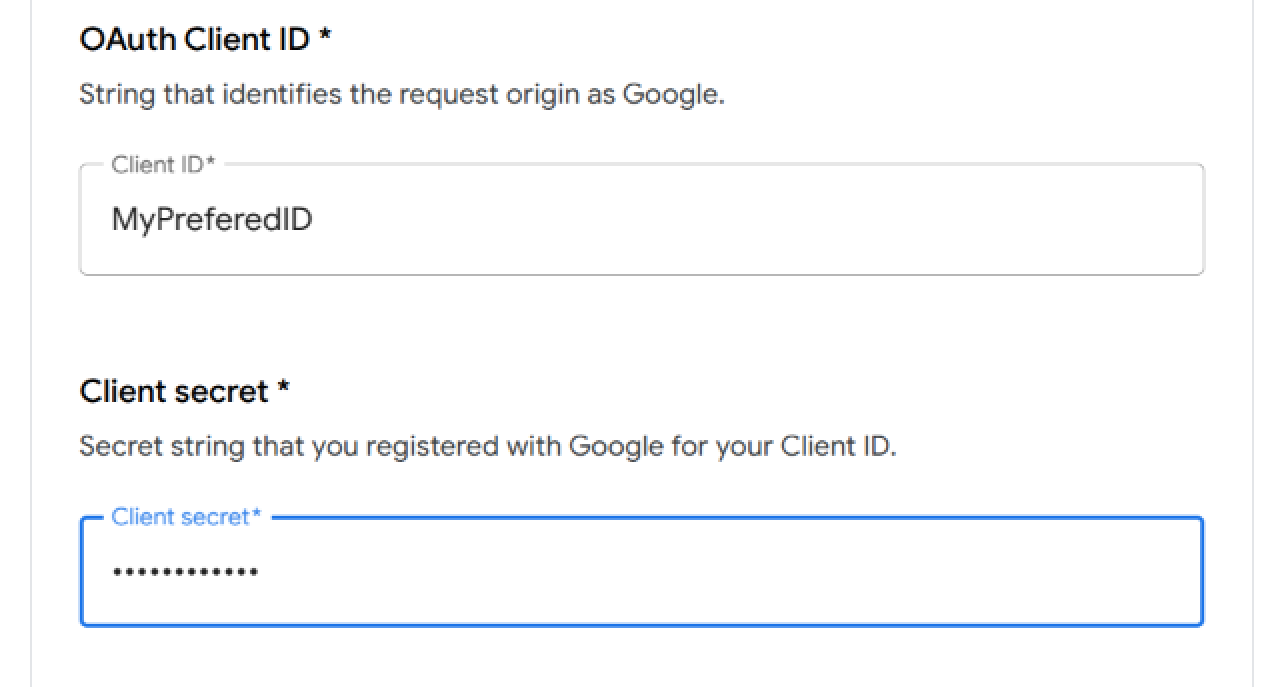 OAuth Client ID *
String that identifies the request origin as Google.
Client ID*
MyPreferedID
Client secret *
Secret string that you registered with Google for your Client ID.
Client secret*
••••••••••••